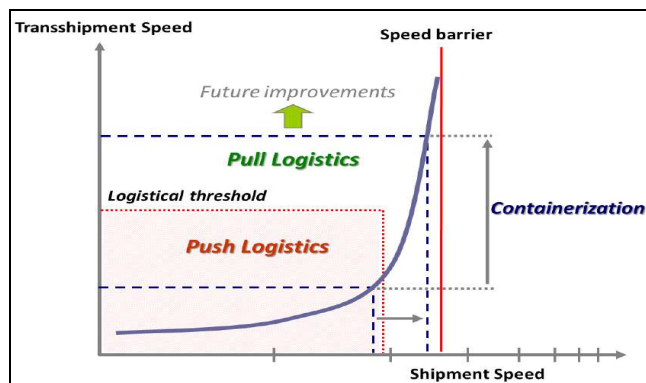 Transshipment Speed
Speed barrier
Future improvements
Pull Logistics
Logistical threshold
Containerization
Push Logistics
Shipment Speed